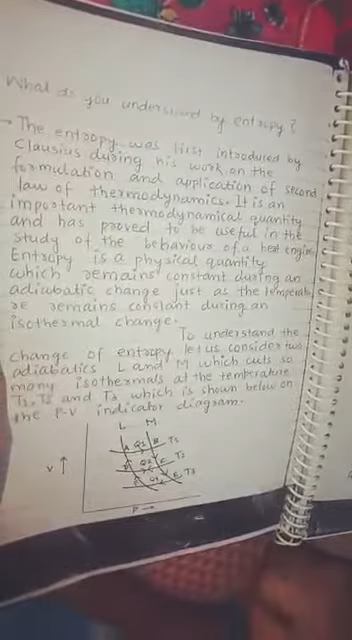 What do you understand by entropy?
→ The entropy was first introduced by
Clausius during his work on the
formulation and application of second
law of thermodynamics. It is an
important thermodynamical quantity
and has proved to be useful in the
study of the behaviour of a heat engine
Entropy is a physical quantity
which remains constant during an
adiabatic change just as the temperatu
re remains constant during an
isothermal change.
To understand the
change of entropy let us consider two
adiabatics L and M which cuts so
many isothermals at the temperature
T1, T2 and T3 which is shown below on
the P-V indicator diagram.
L M
A Q1 B T1
D Q2 C T2
F Q3 E T3
V ↑
P →